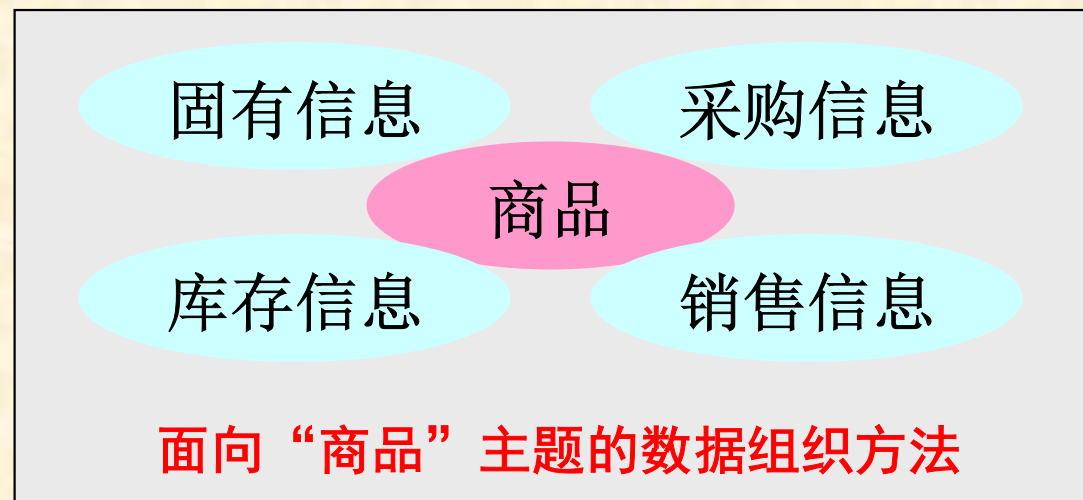 固有信息
采购信息
商品
库存信息
销售信息
面向“商品”主题的数据组织方法